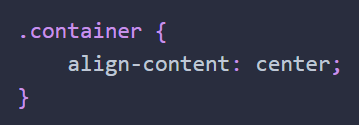 .container {
    align-content: center;
}